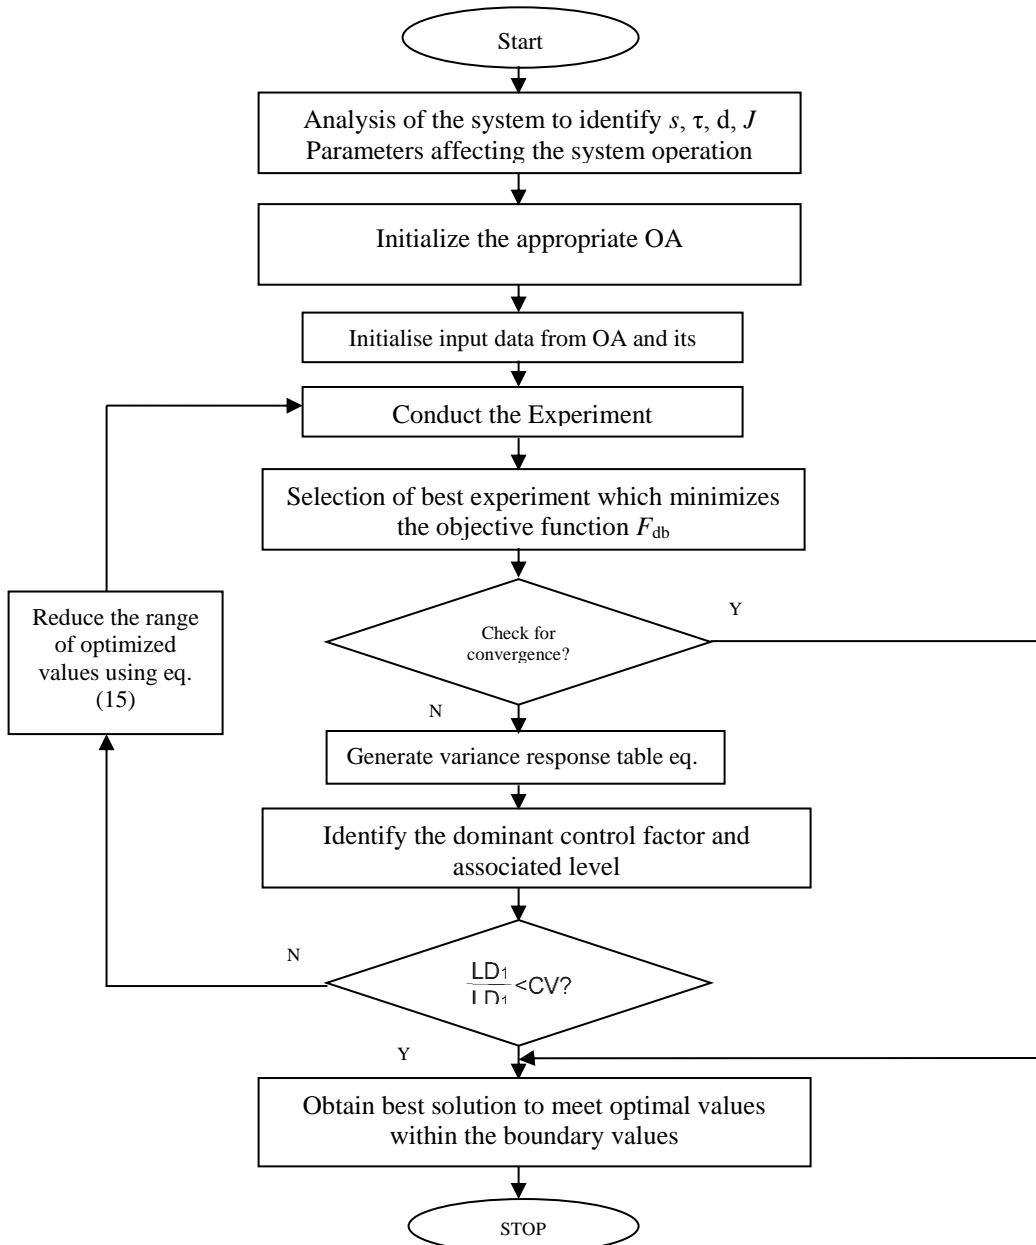 Start
Analysis of the system to identify s, τ, d, J
Parameters affecting the system operation
Initialize the appropriate OA
Initialise input data from OA and its
Conduct the Experiment
Selection of best experiment which minimizes
the objective function Fdb
Reduce the range
of optimized
values using eq.
(15)
Check for
convergence?
Y
N
Generate variance response table eq.
Identify the dominant control factor and
associated level
N
LD1
LD1
<CV?
Y
Obtain best solution to meet optimal values
within the boundary values
STOP